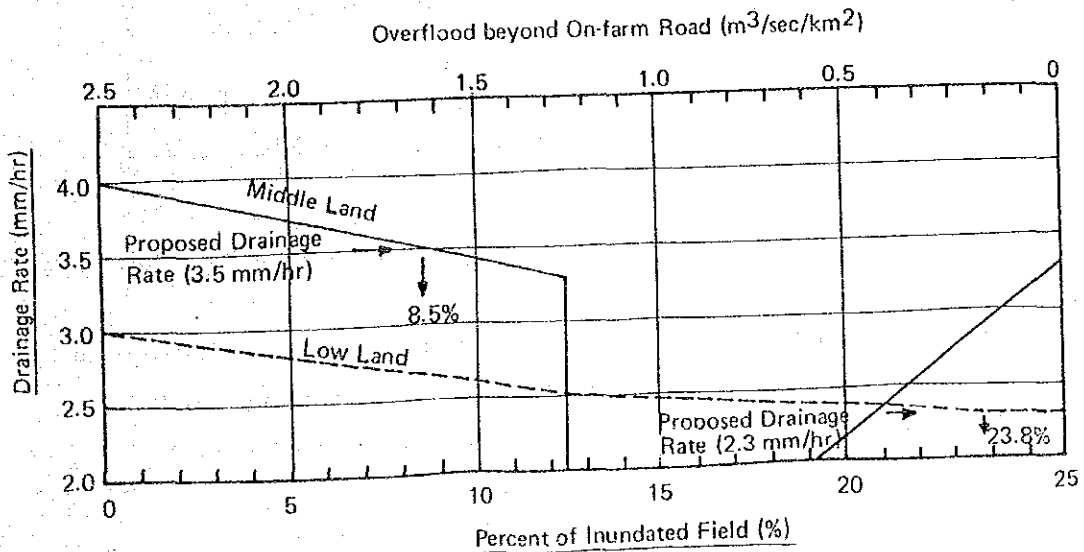 Overflood beyond On-farm Road (m³/sec/km²)
2.5 2.0 1.5 1.0 0.5 0
Drainage Rate (mm/hr)
4.0
3.5
3.0
2.5
2.0
Middle Land
Proposed Drainage
Rate (3.5 mm/hr)
8.5%
Low Land
Proposed Drainage
Rate (2.3 mm/hr)
23.8%
0 5 10 15 20 25
Percent of Inundated Field (%)